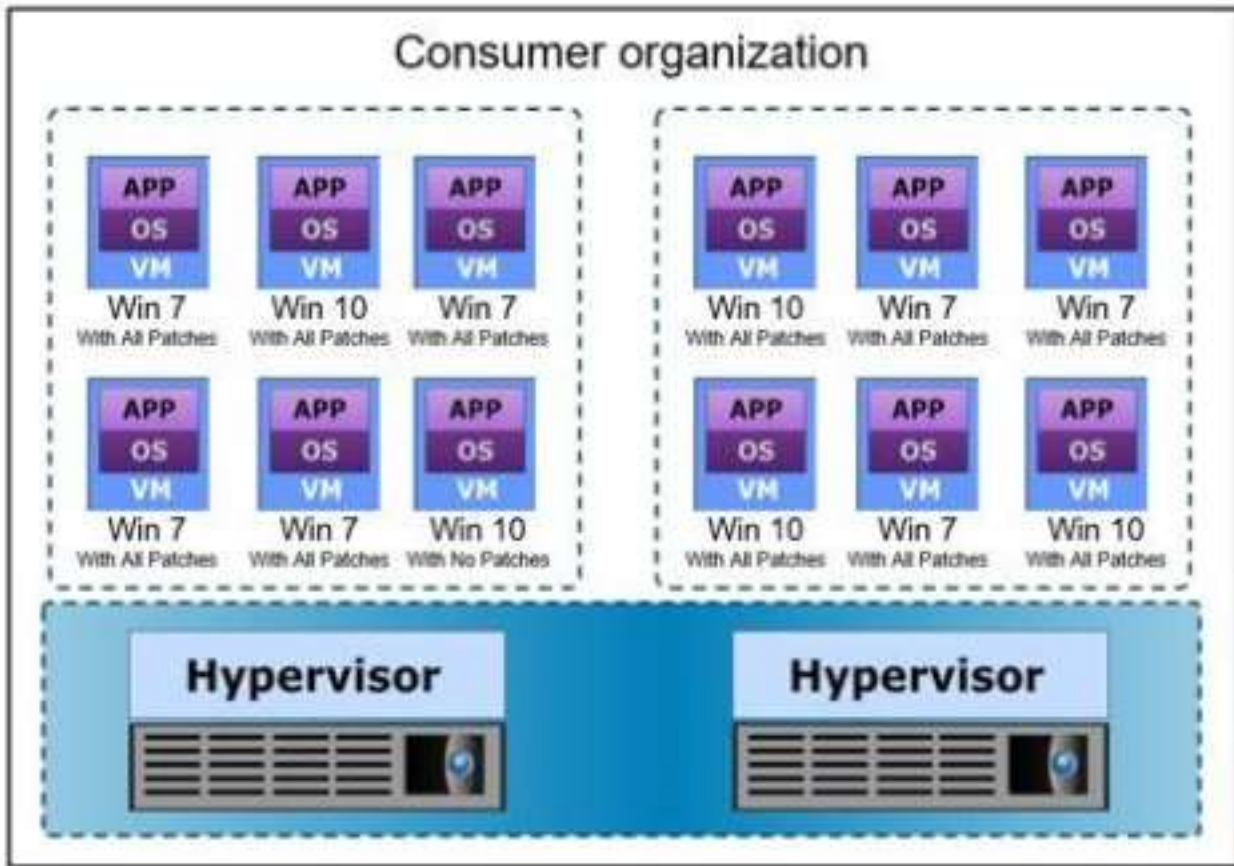 Consumer organization
APP APP APP APP APP APP
OS OS OS OS OS OS
VM VM VM VM VM VM
Win 7 Win 10 Win 7 Win 10 Win 7 Win 7
With All Patches With All Patches With All Patches With All Patches With All Patches With All Patches
APP APP APP APP APP APP
OS OS OS OS OS OS
VM VM VM VM VM VM
Win 7 Win 7 Win 10 Win 10 Win 7 Win 10
With All Patches With All Patches With No Patches With All Patches With All Patches With All Patches
Hypervisor Hypervisor